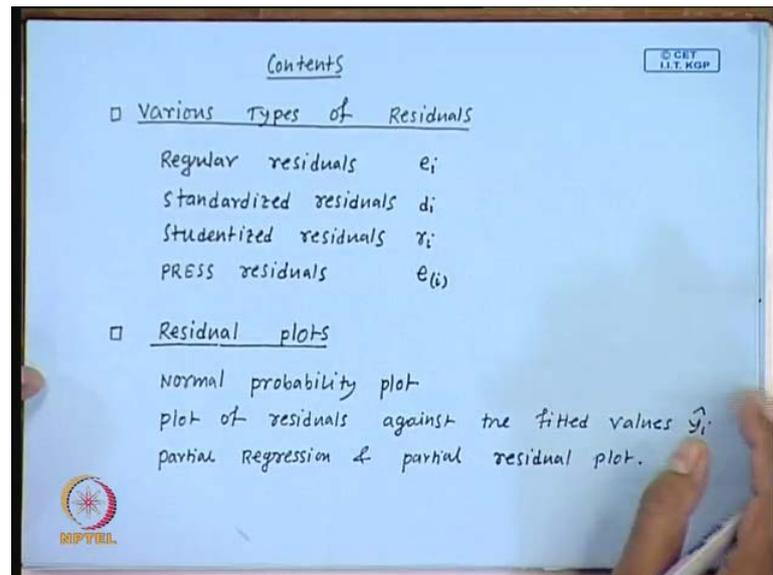 Contents
© CET
I.I.T. KGP
□ Various Types of Residuals
Regular residuals e_i
Standardized residuals d_i
Studentized residuals r_i
PRESS residuals e_(i)
□ Residual plots
Normal probability plot
plot of residuals against the fitted values ŷ_i
partial Regression & partial residual plot.
NPTEL